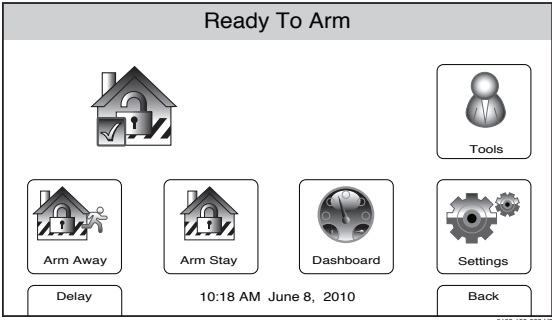 Ready To Arm
Tools
Arm Away
Arm Stay
Dashboard
Settings
Delay
10:18 AM June 8, 2010
Back